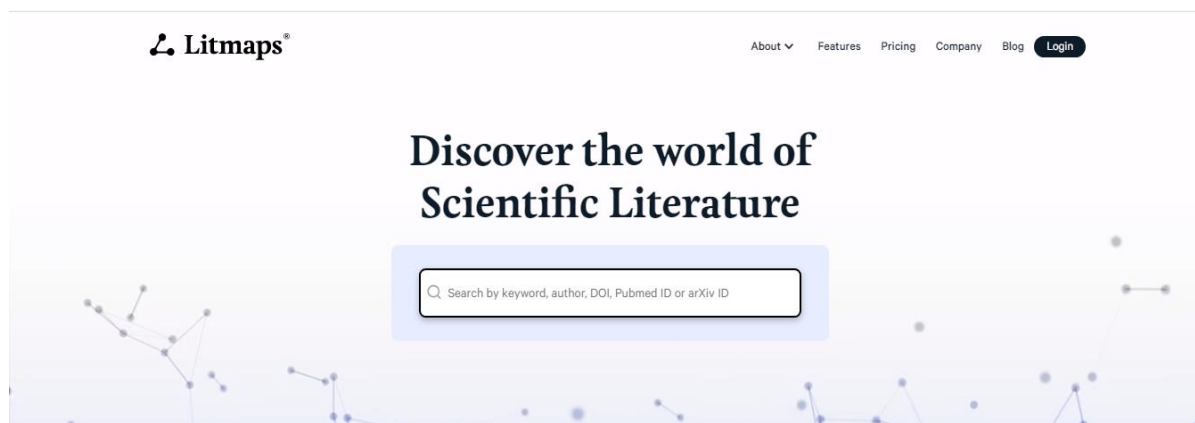 Litmaps®
About Features Pricing Company Blog Login
Discover the world of
Scientific Literature
Search by keyword, author, DOI, Pubmed ID or arXiv ID